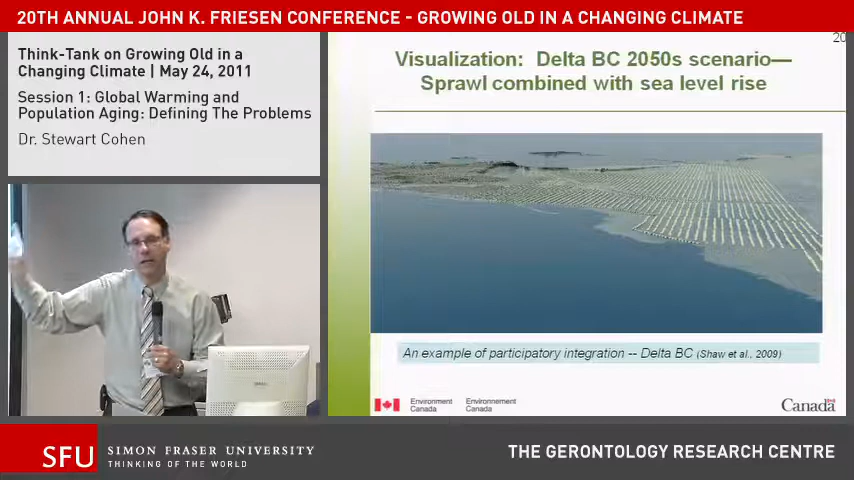 20TH ANNUAL JOHN K. FRIESEN CONFERENCE - GROWING OLD IN A CHANGING CLIMATE
Think-Tank on Growing Old in a
Changing Climate | May 24, 2011
Session 1: Global Warming and
Population Aging: Defining The Problems
Dr. Stewart Cohen
20
Visualization: Delta BC 2050s scenario—
Sprawl combined with sea level rise
An example of participatory integration -- Delta BC (Shaw et al., 2009)
Environment Environnement
Canada Canada
Canada
SFU SIMON FRASER UNIVERSITY
THINKING OF THE WORLD
THE GERONTOLOGY RESEARCH CENTRE